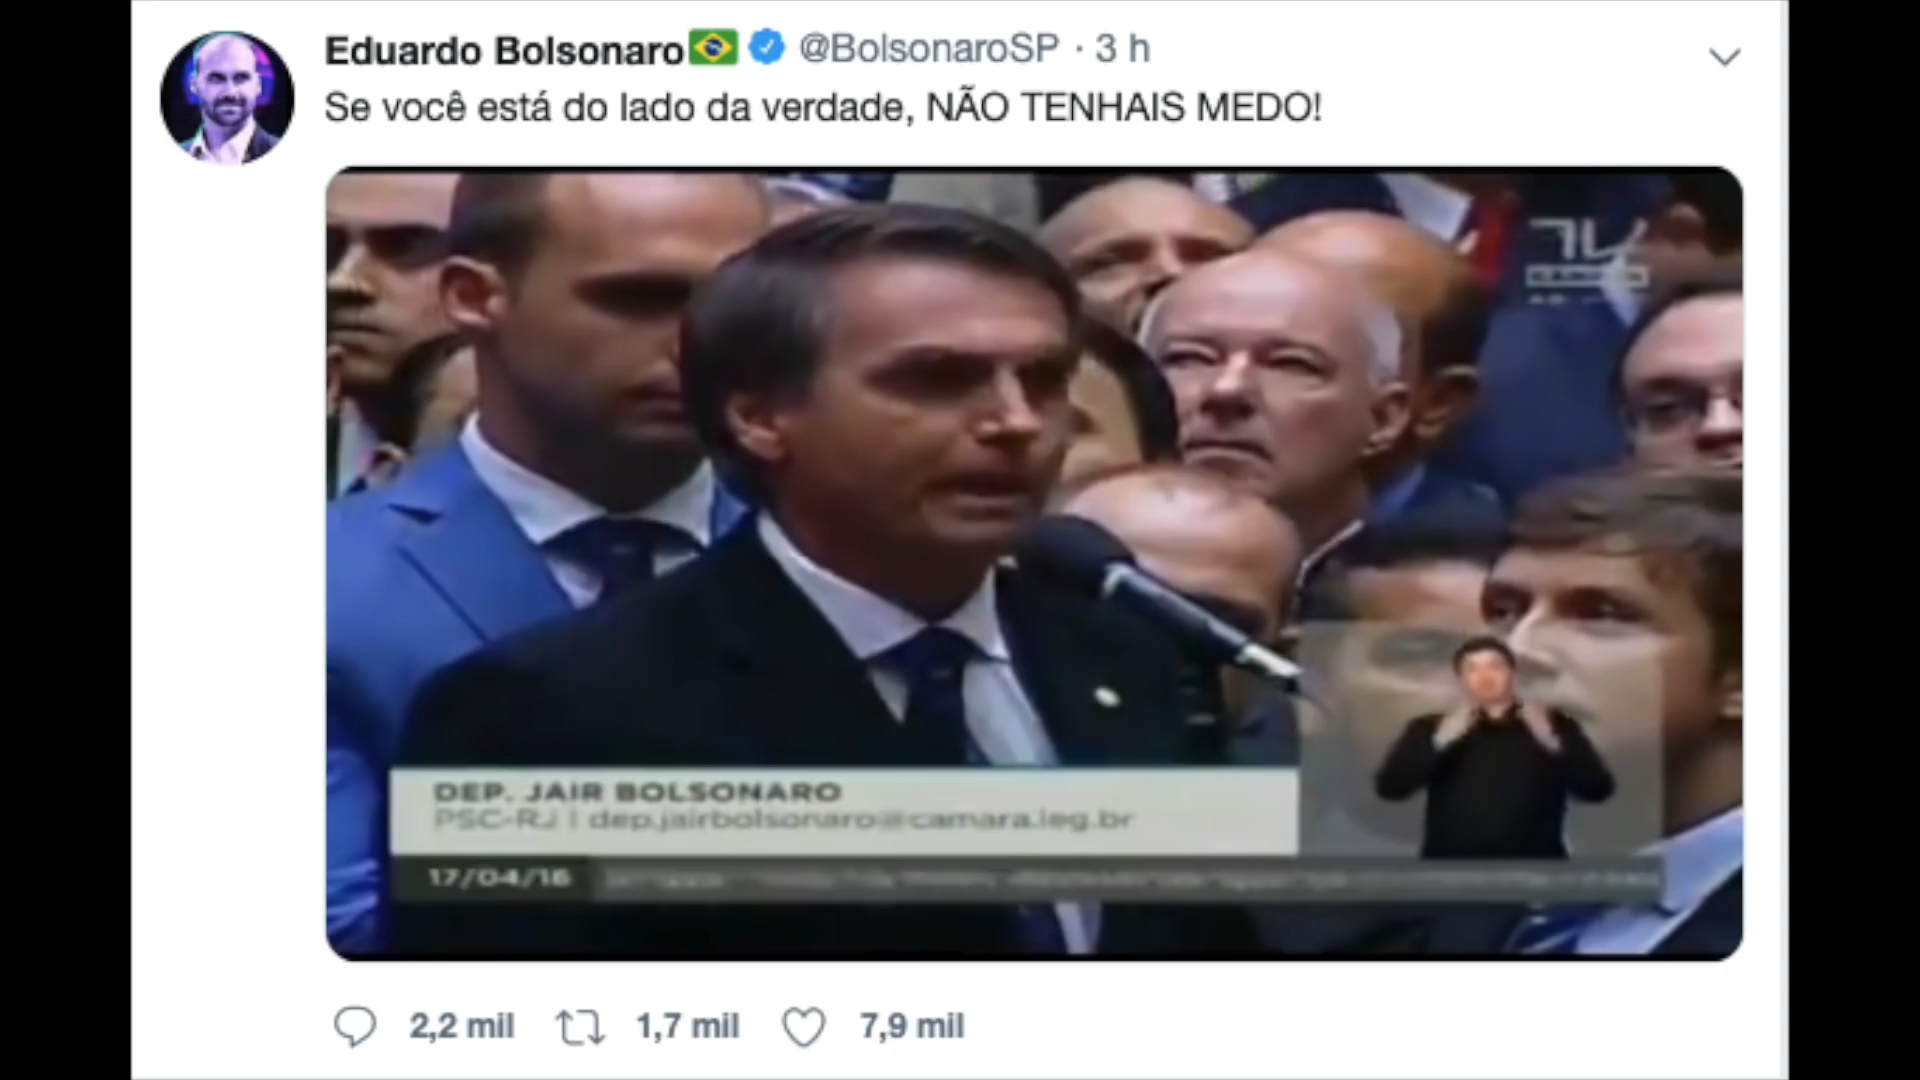 Eduardo Bolsonaro @BolsonaroSP · 3 h
Se você está do lado da verdade, NÃO TENHAIS MEDO!
DEP. JAIR BOLSONARO
PSC-RJ | dep.jairbolsonaro@camara.leg.br
17/04/16
2,2 mil 1,7 mil 7,9 mil